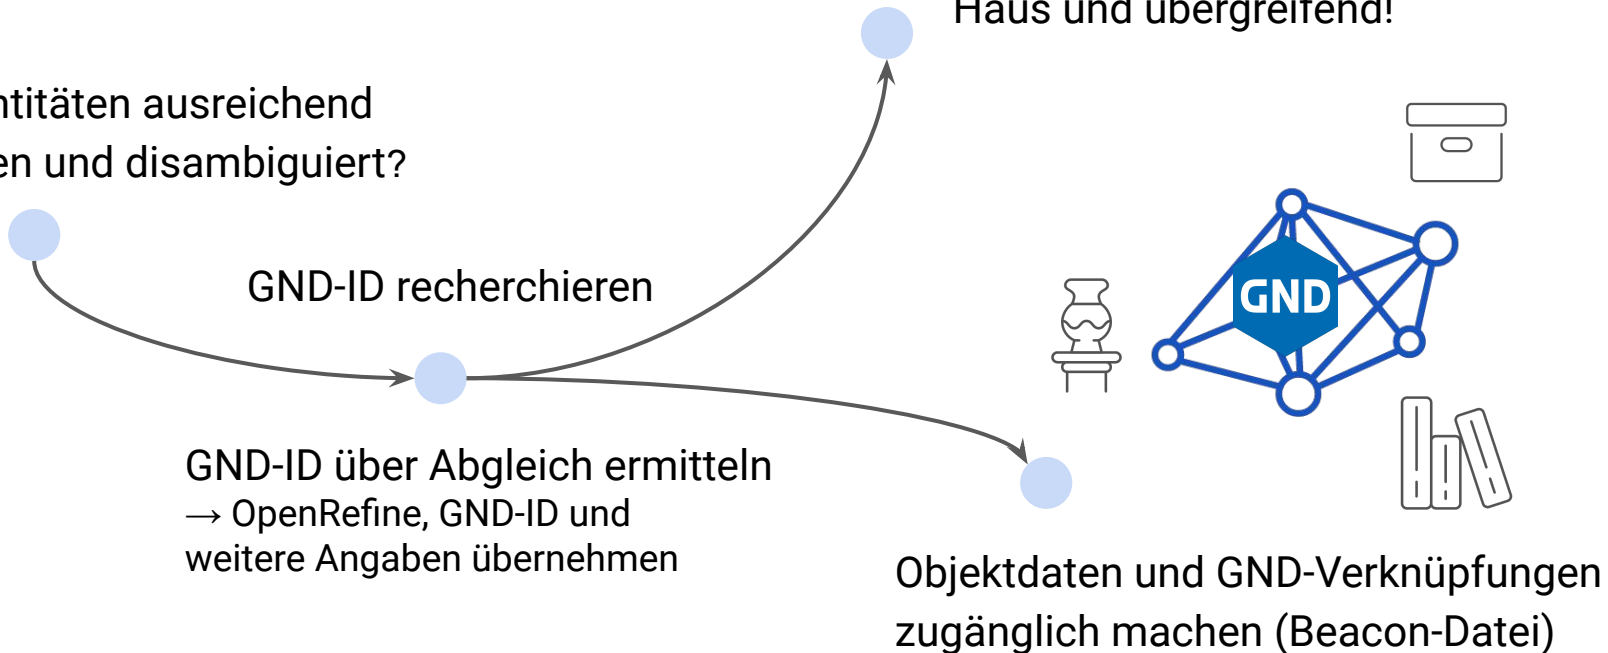 Haus und übergreifend!
ntitäten ausreichend
en und disambiguiert?
GND-ID recherchieren
GND
GND-ID über Abgleich ermitteln
→ OpenRefine, GND-ID und
weitere Angaben übernehmen
Objektdaten und GND-Verknüpfungen
zugänglich machen (Beacon-Datei)